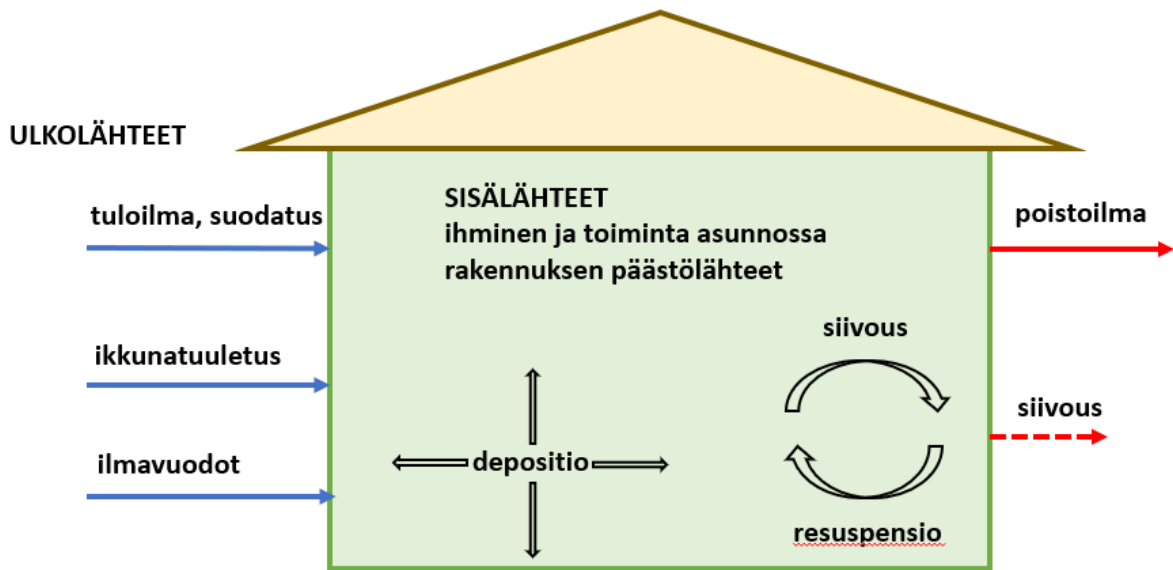 ULKOLÄHTEET
tuloilma, suodatus
ikkunatuuletus
ilmavuodot
SISÄLÄHTEET
ihminen ja toiminta asunnossa
rakennuksen päästölähteet
depositio
siivous
resuspensio
poistoilma
siivous